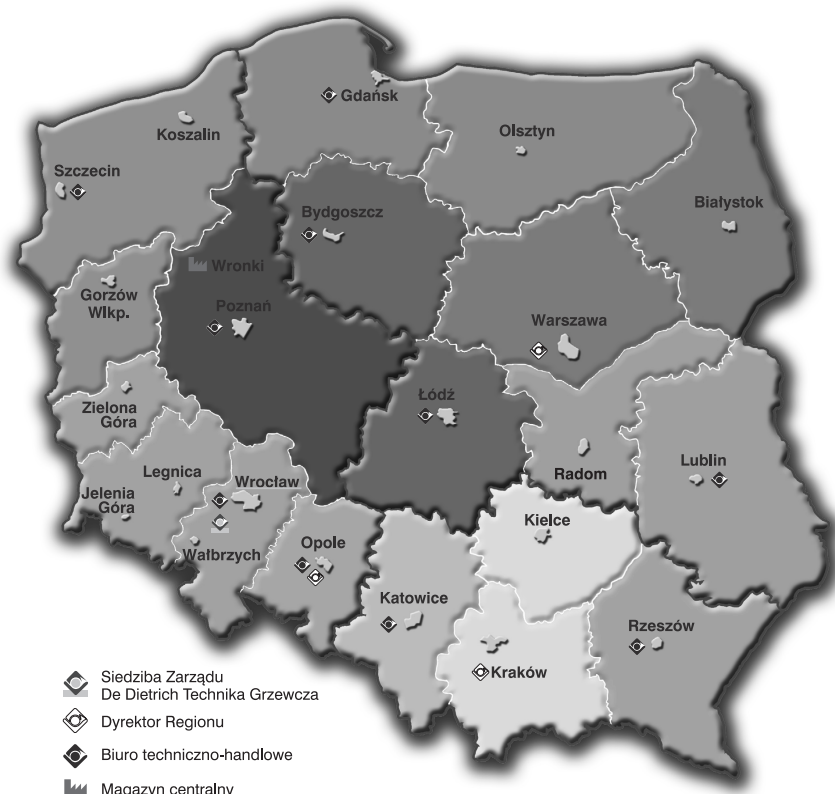 Gdańsk
Koszalin
Olsztyn
Szczecin
Białystok
Bydgoszcz
Wronki
Gorzów
Wlkp.
Poznań
Warszawa
Łódź
Zielona
Góra
Lublin
Legnica
Radom
Wrocław
Jelenia
Góra
Kielce
Opole
Wałbrzych
Katowice
Rzeszów
Kraków
Siedziba Zarządu
De Dietrich Technika Grzewcza
Dyrektor Regionu
Biuro techniczno-handlowe
Magazyn centralny